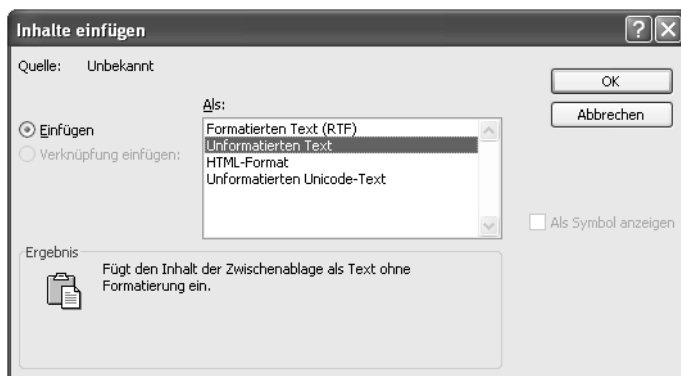 Inhalte einfügen
Quelle: Unbekannt
Als:
Einfügen
Verknüpfung einfügen:
Formatierten Text (RTF)
Unformatierten Text
HTML-Format
Unformatierten Unicode-Text
OK
Abbrechen
Als Symbol anzeigen
Ergebnis
Fügt den Inhalt der Zwischenablage als Text ohne
Formatierung ein.